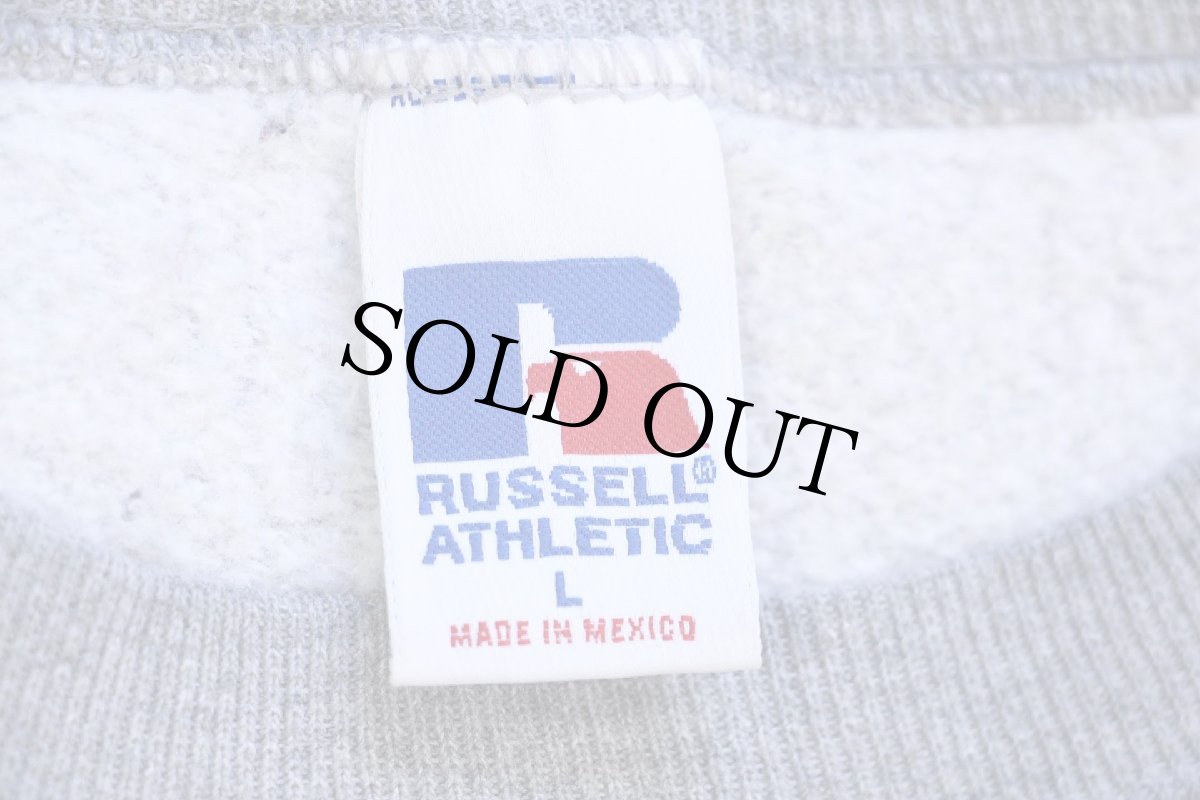 SOLD OUT
RUSSELL®
ATHLETIC
L
MADE IN MEXICO